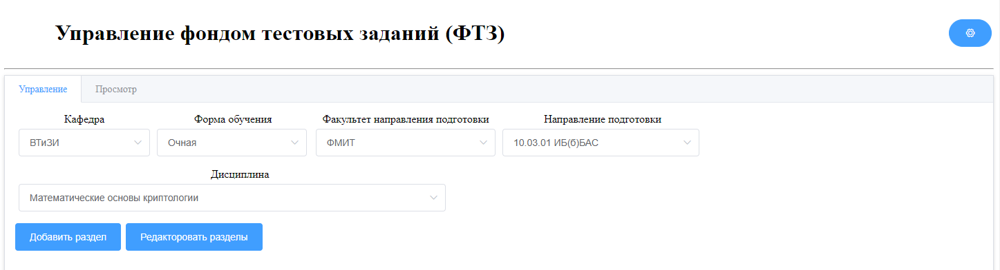 Управление фондом тестовых заданий (ФТЗ)
Управление Просмотр
Кафедра Форма обучения Факультет направления подготовки Направление подготовки
ВТиЗИ Очная ФМИТ 10.03.01 ИБ(б)БАС
Дисциплина
Математические основы криптологии
Добавить раздел Редакторовать разделы